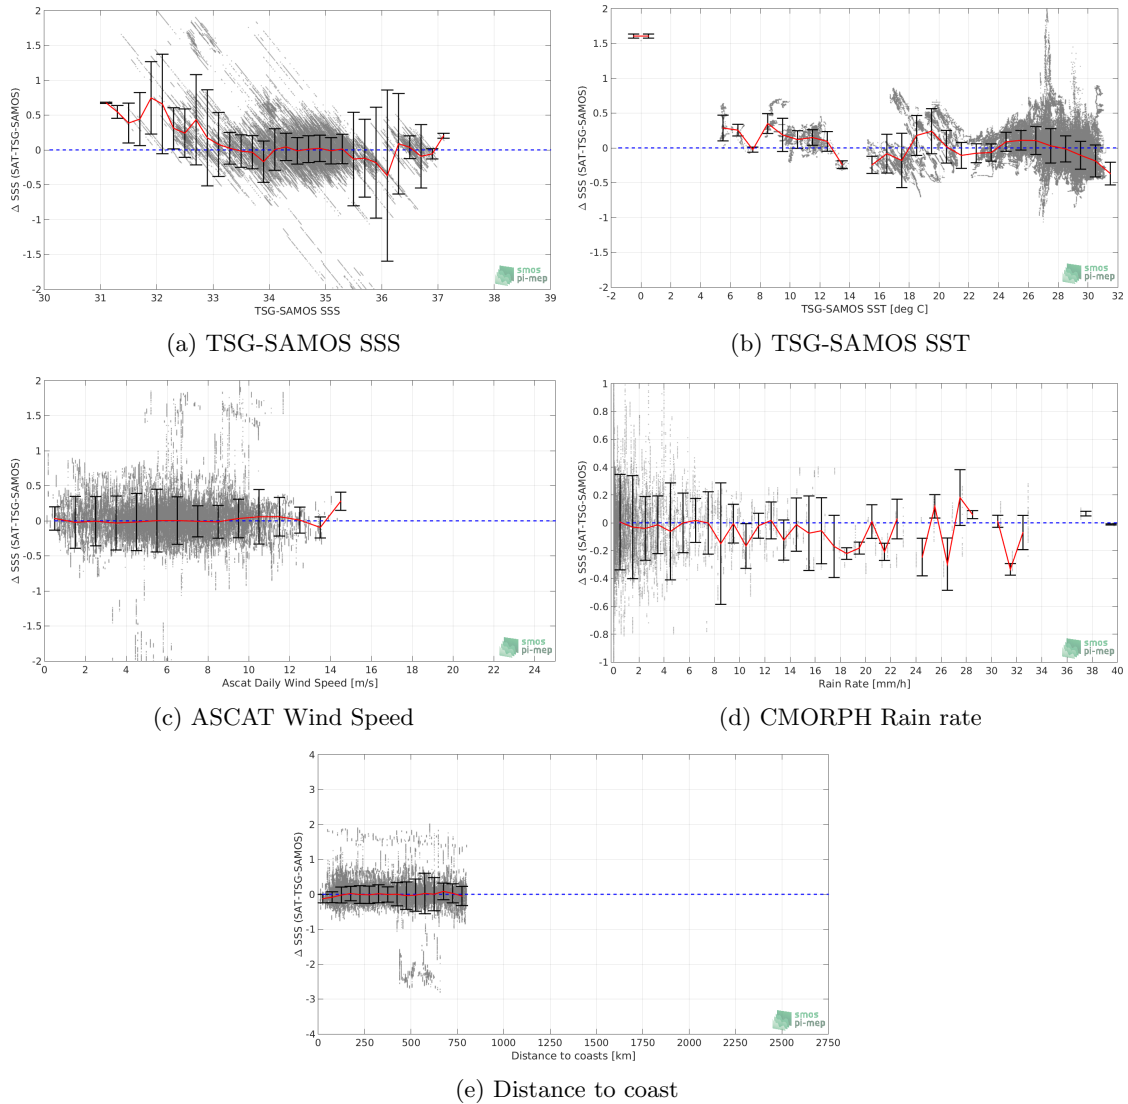 2
1.5
1
0.5
0
-0.5
-1
-1.5
-2
Δ SSS (SAT-TSG-SAMOS)
30 31 32 33 34 35 36 37 38 39
TSG-SAMOS SSS
smos
pi-mep
(a) TSG-SAMOS SSS
2
1.5
1
0.5
0
-0.5
-1
-1.5
-2
Δ SSS (SAT-TSG-SAMOS)
-2 0 2 4 6 8 10 12 14 16 18 20 22 24 26 28 30 32
TSG-SAMOS SST [deg C]
smos
pi-mep
(b) TSG-SAMOS SST
2
1.5
1
0.5
0
-0.5
-1
-1.5
-2
Δ SSS (SAT-TSG-SAMOS)
0 2 4 6 8 10 12 14 16 18 20 22 24
Ascat Daily Wind Speed [m/s]
smos
pi-mep
(c) ASCAT Wind Speed
1
0.8
0.6
0.4
0.2
0
-0.2
-0.4
-0.6
-0.8
-1
Δ SSS (SAT-TSG-SAMOS)
0 2 4 6 8 10 12 14 16 18 20 22 24 26 28 30 32 34 36 38 40
Rain Rate [mm/h]
smos
pi-mep
(d) CMORPH Rain rate
4
3
2
1
0
-1
-2
-3
-4
Δ SSS (SAT-TSG-SAMOS)
0 250 500 750 1000 1250 1500 1750 2000 2250 2500 2750
Distance to coasts [km]
smos
pi-mep
(e) Distance to coast